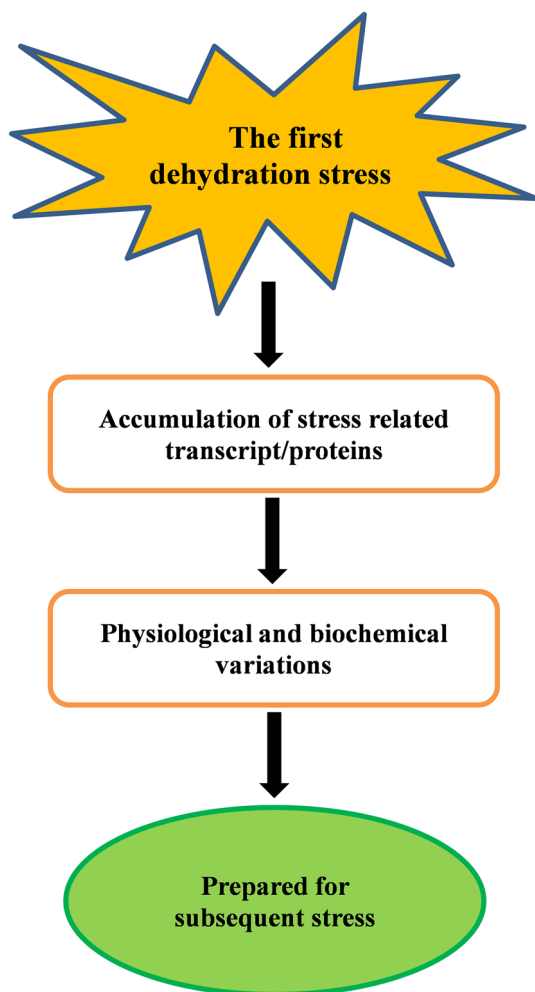 The first
dehydration stress
Accumulation of stress related
transcript/proteins
Physiological and biochemical
variations
Prepared for
subsequent stress